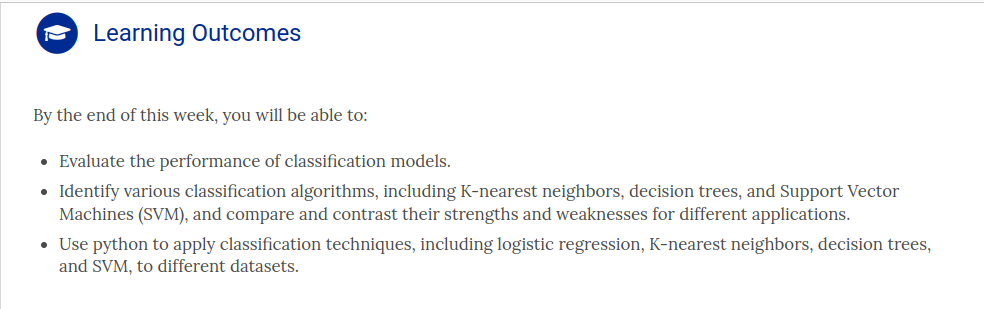 Learning Outcomes
By the end of this week, you will be able to:
• Evaluate the performance of classification models.
• Identify various classification algorithms, including K-nearest neighbors, decision trees, and Support Vector
Machines (SVM), and compare and contrast their strengths and weaknesses for different applications.
• Use python to apply classification techniques, including logistic regression, K-nearest neighbors, decision trees,
and SVM, to different datasets.